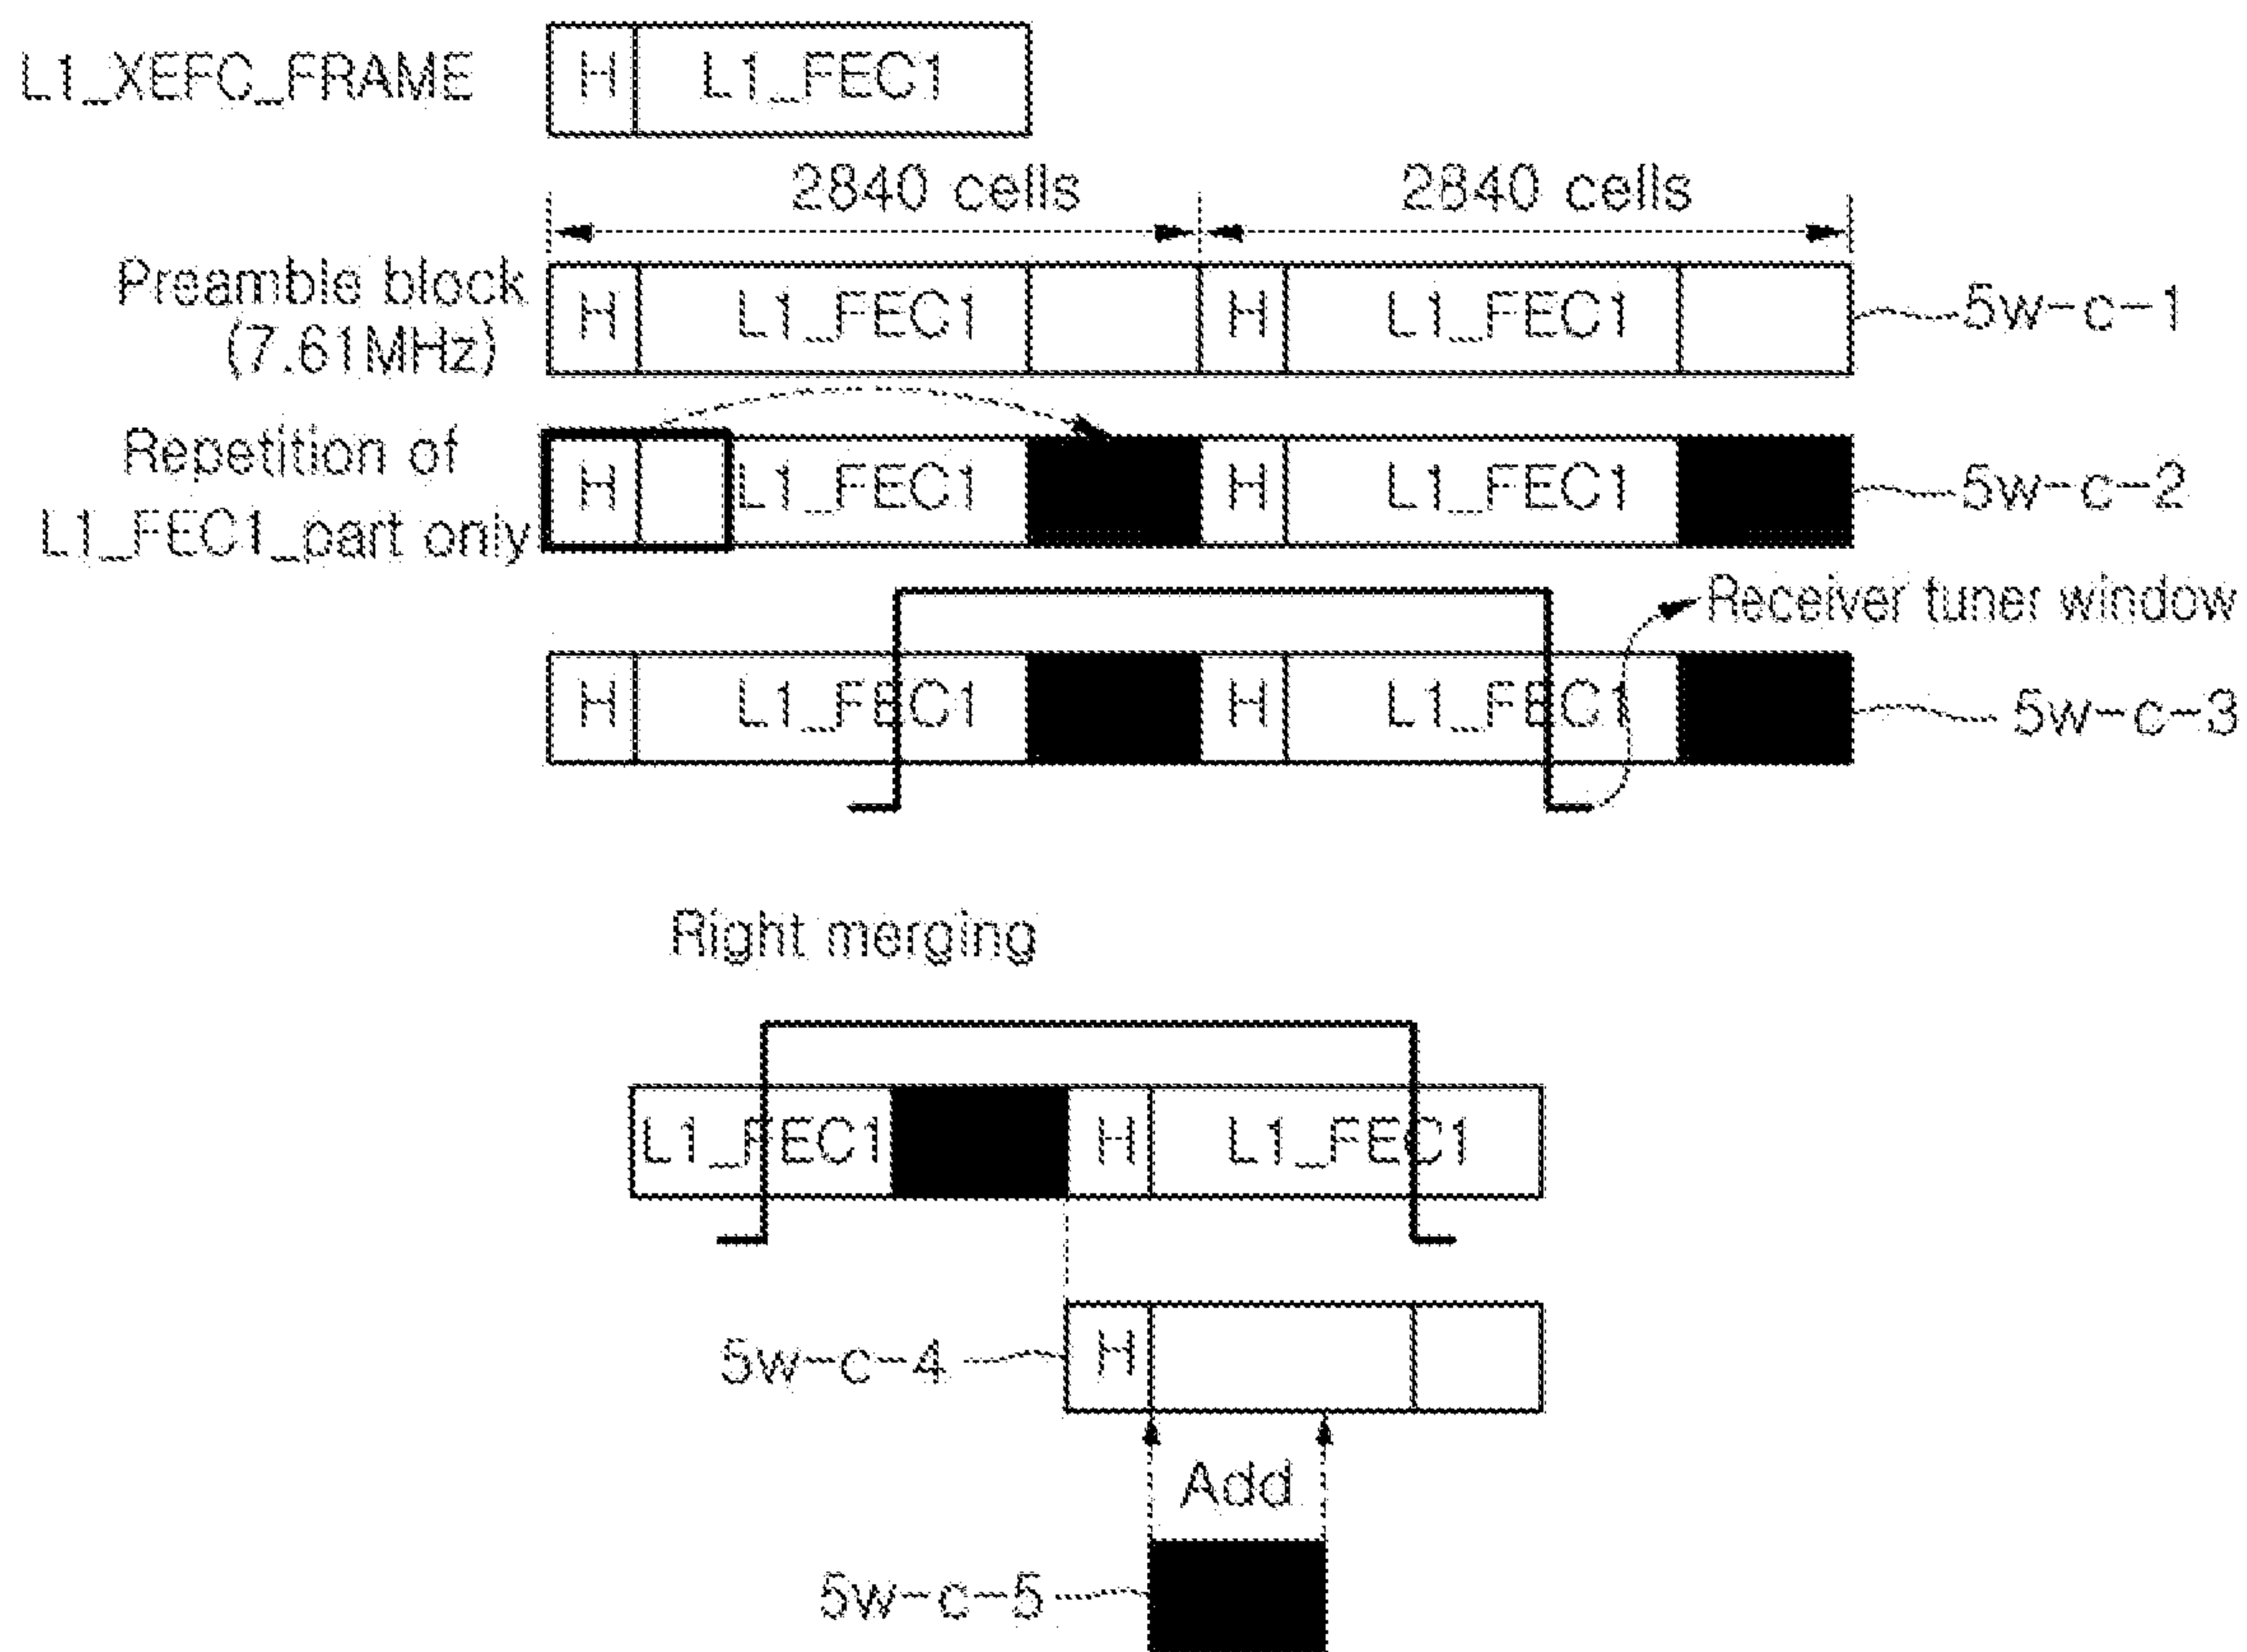 L1_XEFC_FRAME
H L1_FEC1
2840 cells 2840 cells
Preamble block
(7.61MHz)
H L1_FEC1 H L1_FEC1
5w-c-1
Repetition of
L1_FEC1_part only
H L1_FEC1 H L1_FEC1
5w-c-2
Receiver tuner window
H L1_FEC1 H L1_FEC1
5w-c-3
Right merging
L1_FEC1 H L1_FEC1
5w-c-4
H
Add
5w-c-5